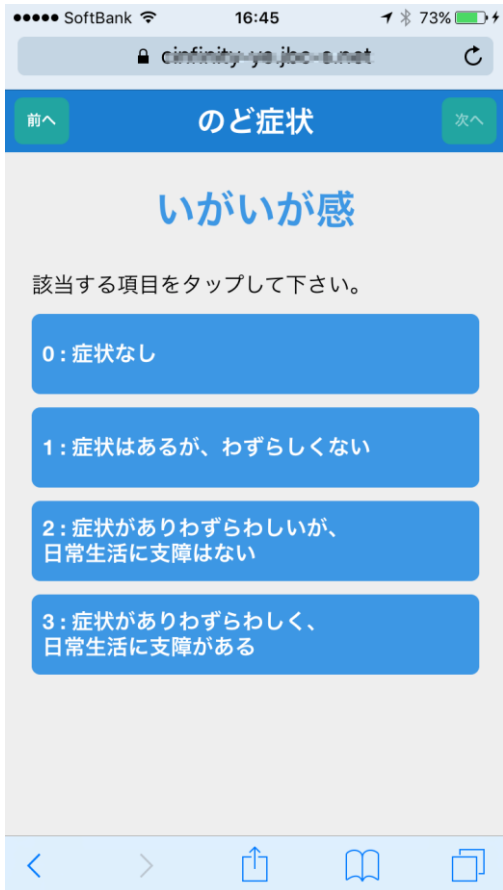 SoftBank 16:45 73%
前へ のど症状 次へ
いがいが感
該当する項目をタップして下さい。
0 : 症状なし
1 : 症状はあるが、わずらしくない
2 : 症状がありわずらわしいが、
日常生活に支障はない
3 : 症状がありわずらわしく、
日常生活に支障がある